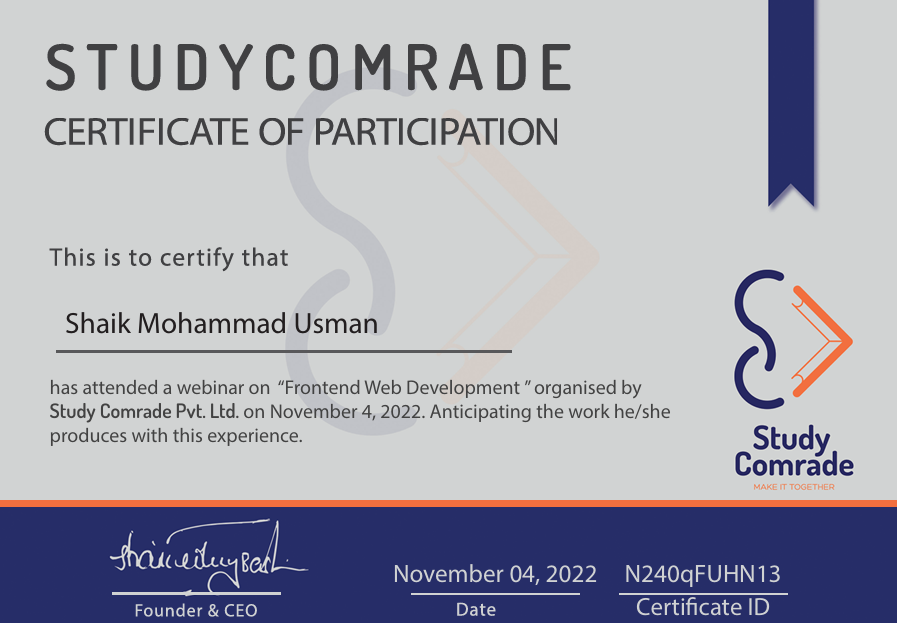 STUDYCOMRADE
CERTIFICATE OF PARTICIPATION
This is to certify that
Shaik Mohammad Usman
has attended a webinar on “Frontend Web Development ” organised by
Study Comrade Pvt. Ltd. on November 4, 2022. Anticipating the work he/she
produces with this experience.
Study
Comrade
MAKE IT TOGETHER
November 04, 2022
N240qFUHN13
Founder & CEO
Date
Certificate ID